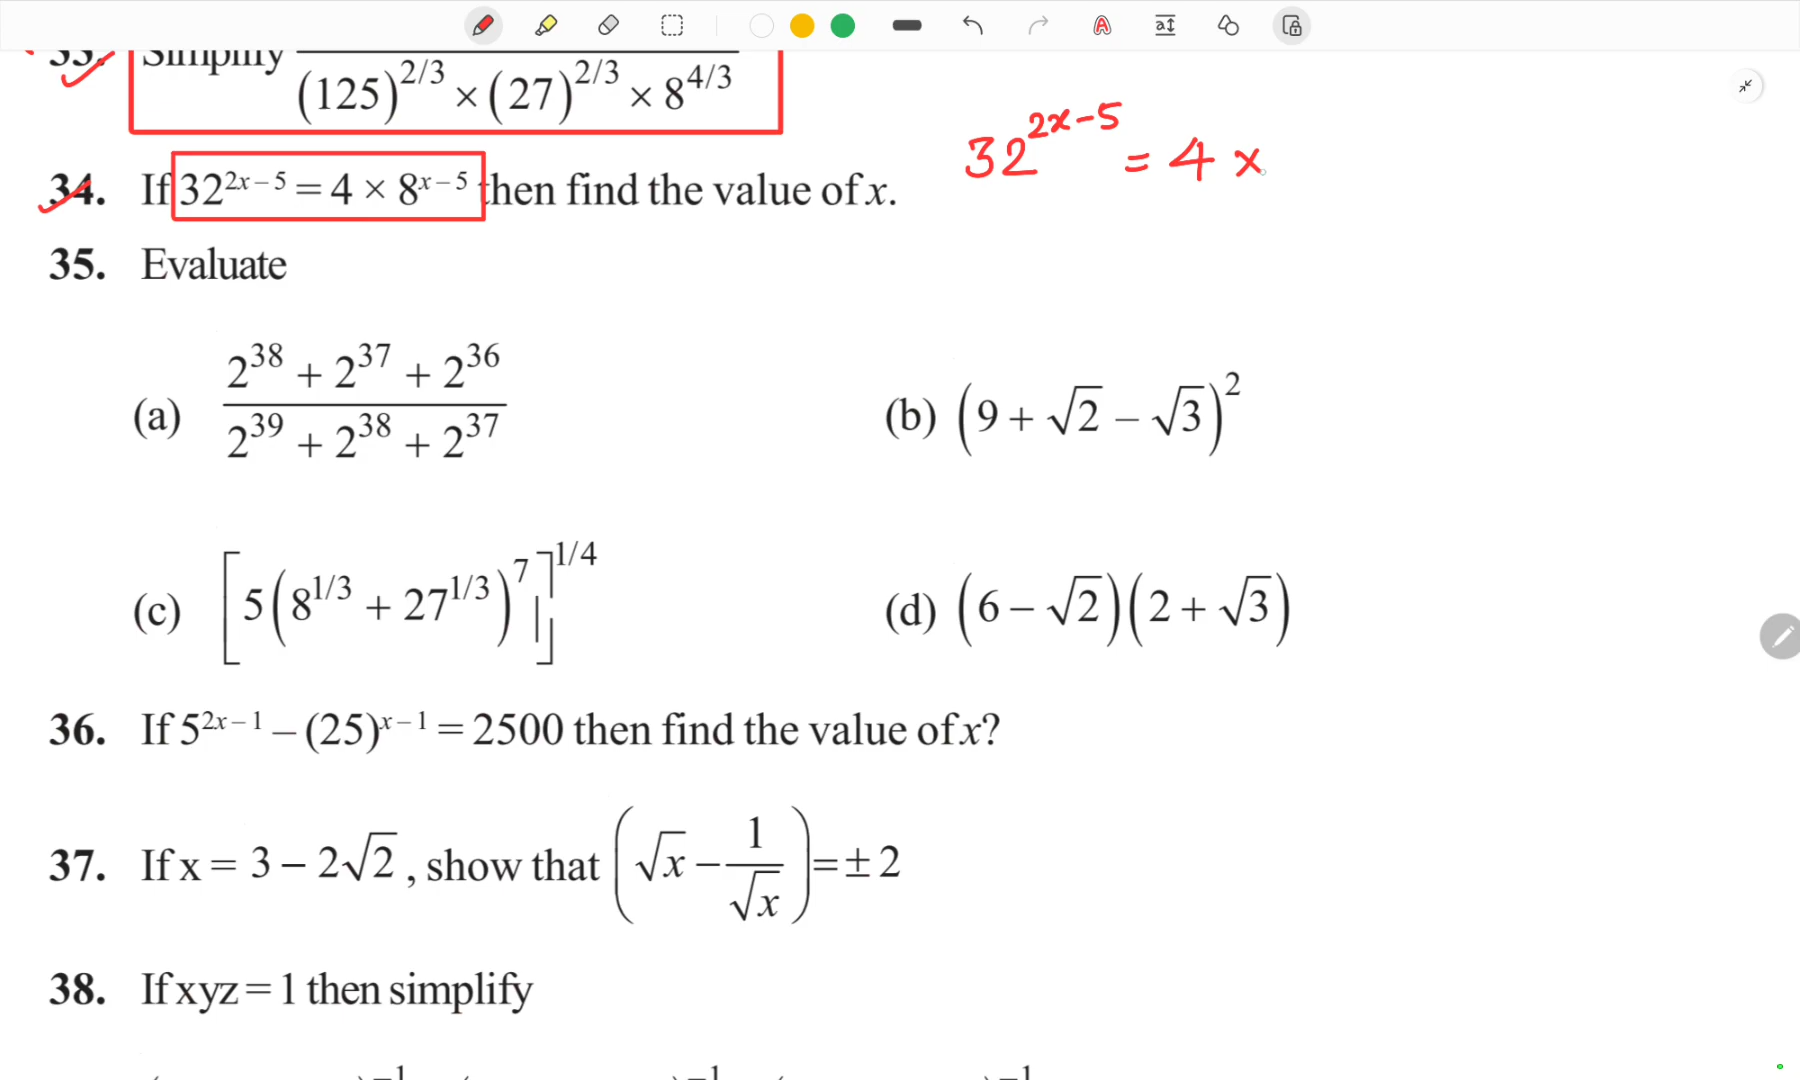 33. Simplify
(125)^{2/3} × (27)^{2/3} × 8^{4/3}
32^{2x-5} = 4 ×
34. If 32^{2x – 5} = 4 × 8^{x – 5} then find the value of x.
35. Evaluate
(a) \frac{2^{38} + 2^{37} + 2^{36}}{2^{39} + 2^{38} + 2^{37}} (b) (9 + √2 – √3)^2
(c) [5(8^{1/3} + 27^{1/3})^7]^{1/4} (d) (6 – √2)(2 + √3)
36. If 5^{2x – 1} – (25)^{x – 1} = 2500 then find the value of x?
37. If x = 3 – 2√2 , show that (√x – \frac{1}{√x}) = ± 2
38. If xyz = 1 then simplify